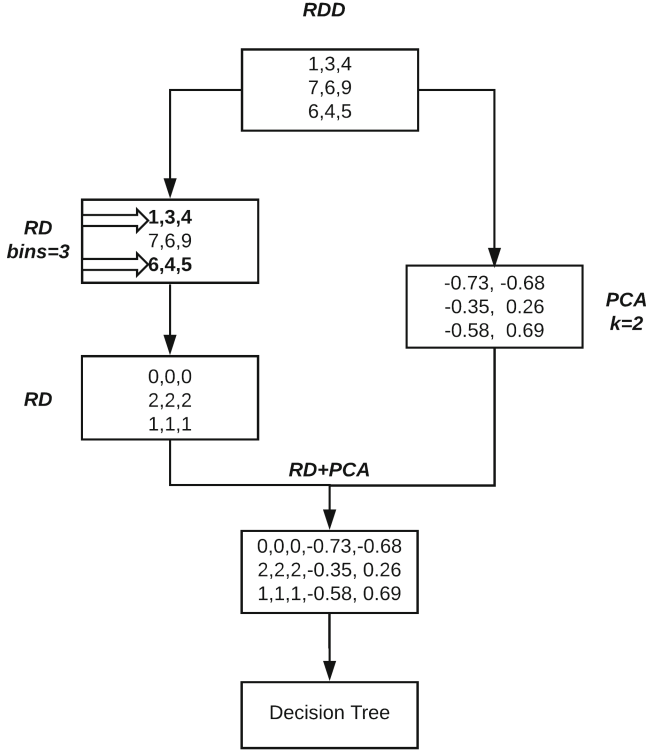 RDD
1,3,4
7,6,9
6,4,5
RD
bins=3
1,3,4
7,6,9
6,4,5
-0.73, -0.68
-0.35, 0.26
-0.58, 0.69
PCA
k=2
RD
0,0,0
2,2,2
1,1,1
RD+PCA
0,0,0,-0.73,-0.68
2,2,2,-0.35, 0.26
1,1,1,-0.58, 0.69
Decision Tree